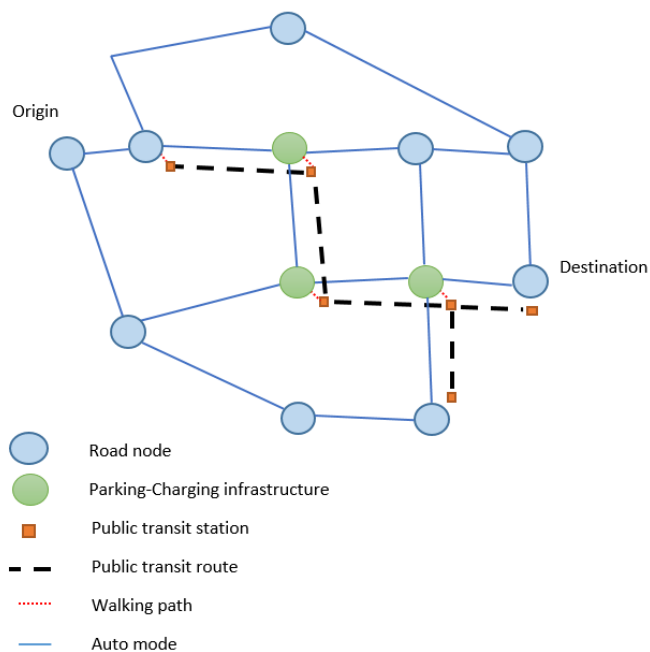 Origin
Destination
Road node
Parking-Charging infrastructure
Public transit station
Public transit route
Walking path
Auto mode